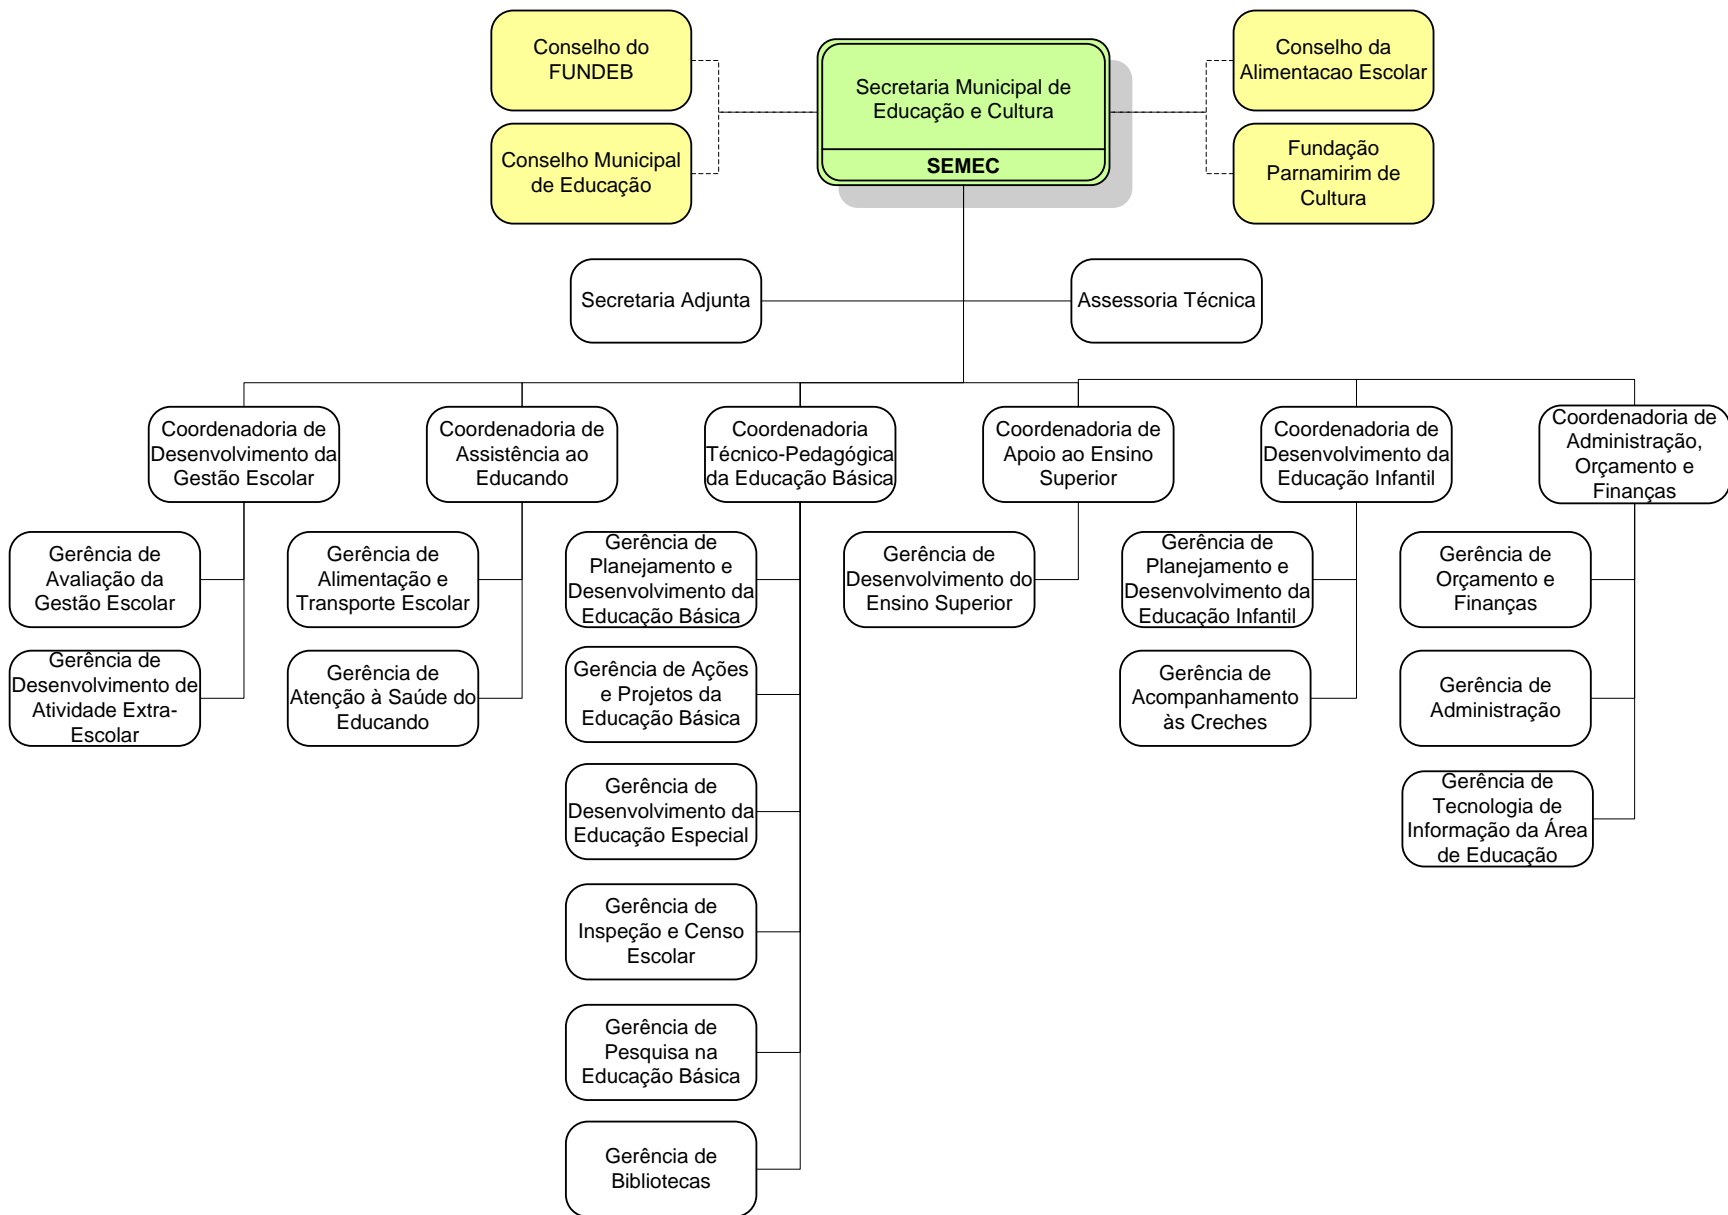 Conselho do
FUNDEB
Secretaria Municipal de
Educação e Cultura
SEMEC
Conselho da
Alimentacao Escolar
Conselho Municipal
de Educação
Fundação
Parnamirim de
Cultura
Secretaria Adjunta
Assessoria Técnica
Coordenadoria de
Desenvolvimento da
Gestão Escolar
Coordenadoria de
Assistência ao
Educando
Coordenadoria
Técnico-Pedagógica
da Educação Básica
Coordenadoria de
Apoio ao Ensino
Superior
Coordenadoria de
Desenvolvimento da
Educação Infantil
Coordenadoria de
Administração,
Orçamento e
Finanças
Gerência de
Avaliação da
Gestão Escolar
Gerência de
Alimentação e
Transporte Escolar
Gerência de
Planejamento e
Desenvolvimento da
Educação Básica
Gerência de
Desenvolvimento do
Ensino Superior
Gerência de
Planejamento e
Desenvolvimento da
Educação Infantil
Gerência de
Orçamento e
Finanças
Gerência de
Desenvolvimento de
Atividade Extra-
Escolar
Gerência de
Atenção à Saúde do
Educando
Gerência de Ações
e Projetos da
Educação Básica
Gerência de
Acompanhamento
às Creches
Gerência de
Administração
Gerência de
Desenvolvimento da
Educação Especial
Gerência de
Tecnologia de
Informação da Área
de Educação
Gerência de
Inspeção e Censo
Escolar
Gerência de
Pesquisa na
Educação Básica
Gerência de
Bibliotecas